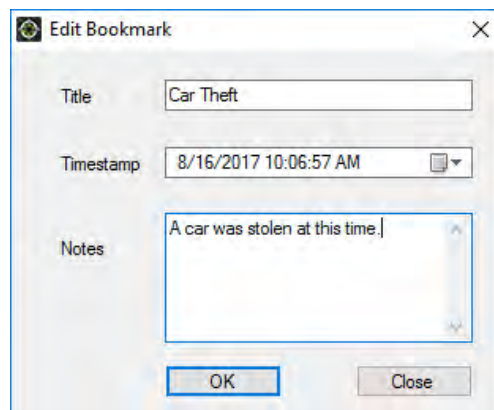 Edit Bookmark
Title
Car Theft
Timestamp
8/16/2017 10:06:57 AM
Notes
A car was stolen at this time.
OK
Close